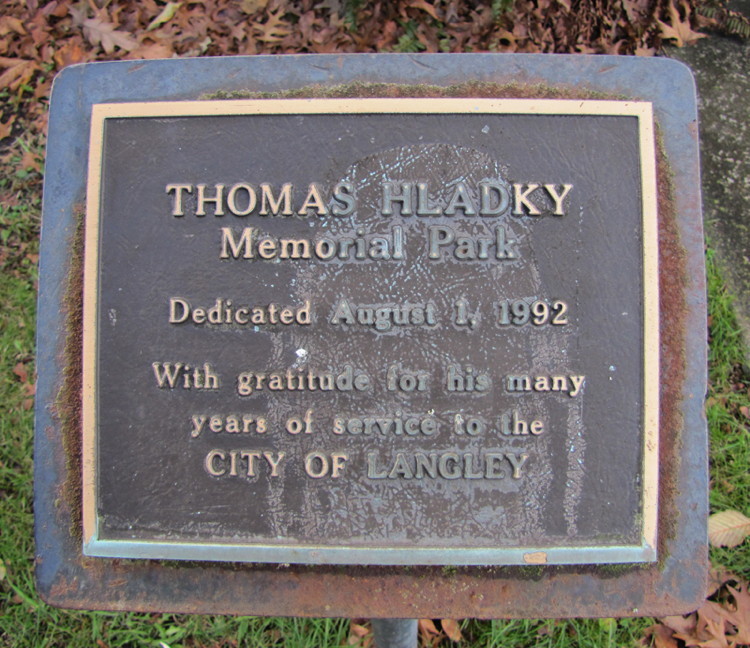 THOMAS HLADKY
Memorial Park
Dedicated August 1, 1992
With gratitude for his many
years of service to the
CITY OF LANGLEY